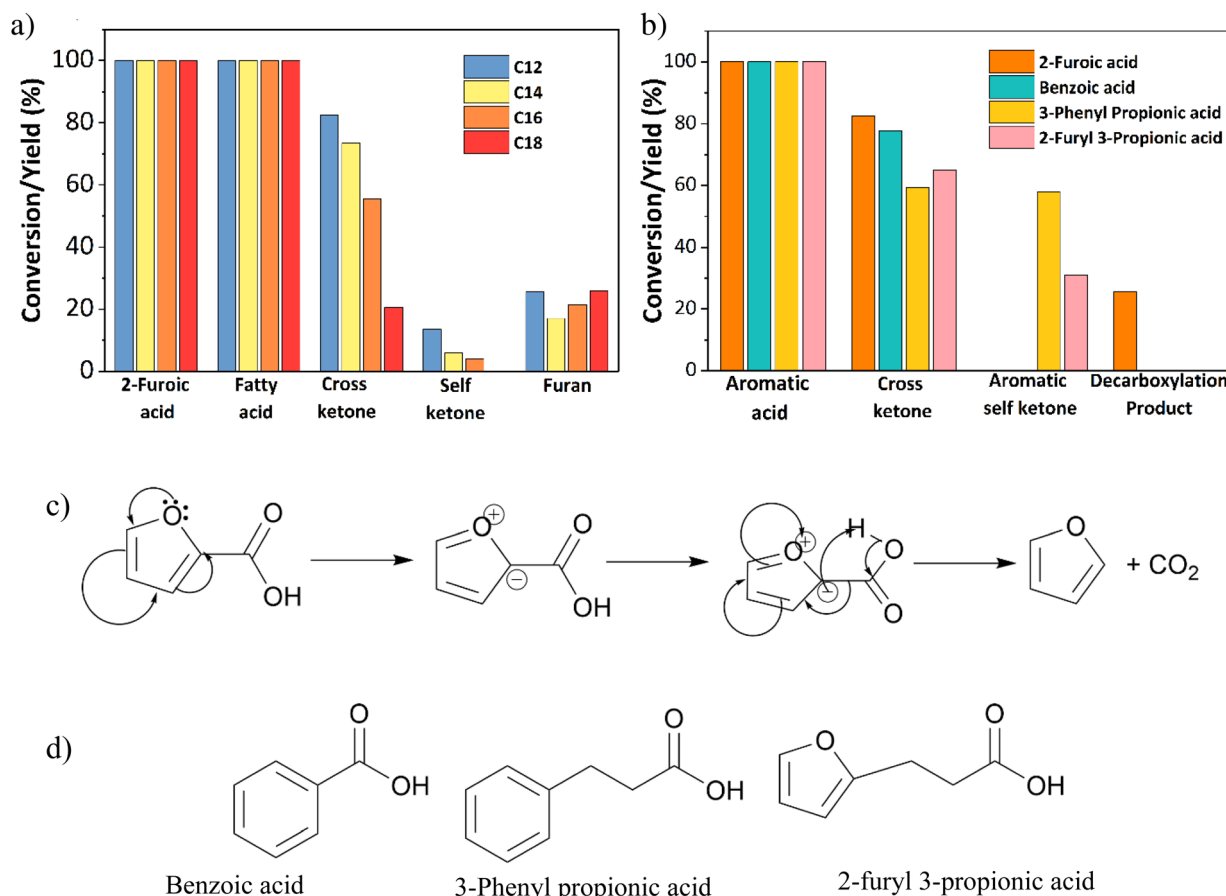 a)
Conversion/Yield (%)
100
80
60
40
20
0
C12
C14
C16
C18
2-Furoic acid
Fatty acid
Cross ketone
Self ketone
Furan
b)
Conversion/Yield (%)
100
80
60
40
20
0
2-Furoic acid
Benzoic acid
3-Phenyl Propionic acid
2-Furyl 3-Propionic acid
Aromatic acid
Cross ketone
Aromatic self ketone
Decarboxylation Product
c)
O
O
OH
O
+
−
O
OH
O
+
−
H
O
O
O
+ CO₂
d)
O
OH
Benzoic acid
O
OH
3-Phenyl propionic acid
O
O
OH
2-furyl 3-propionic acid